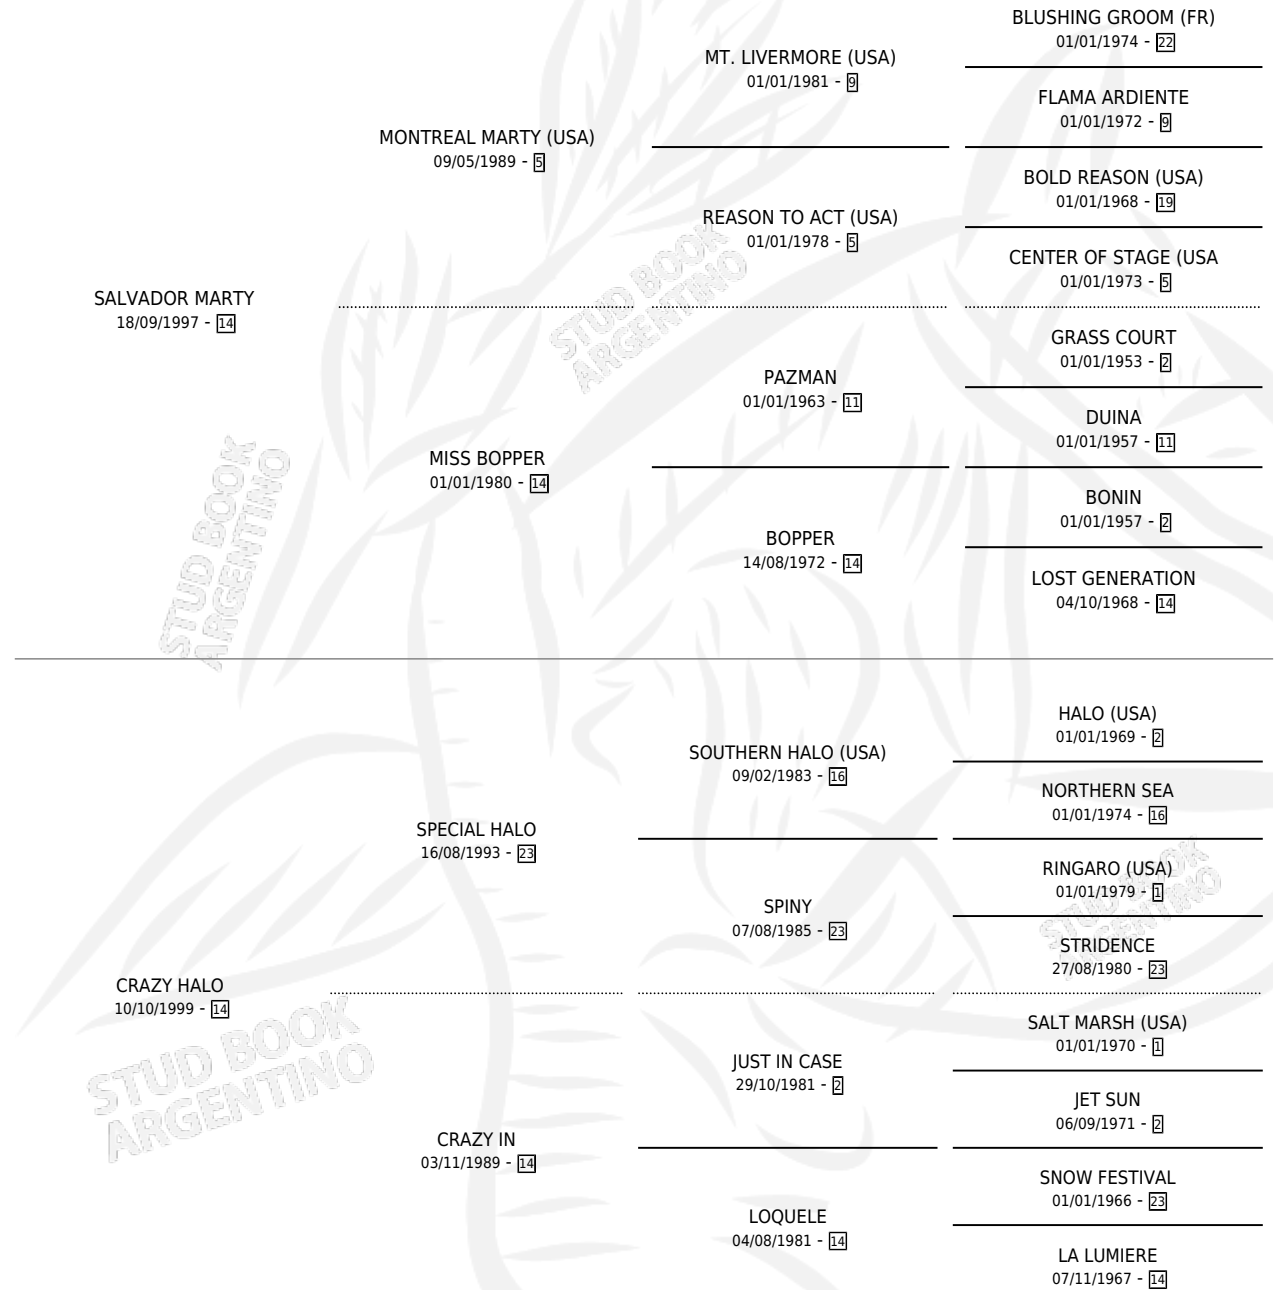 BLUSHING GROOM (FR)
01/01/1974 - 22
MT. LIVERMORE (USA)
01/01/1981 - 9
FLAMA ARDIENTE
01/01/1972 - 9
MONTREAL MARTY (USA)
09/05/1989 - 5
BOLD REASON (USA)
01/01/1968 - 19
REASON TO ACT (USA)
01/01/1978 - 5
CENTER OF STAGE (USA
01/01/1973 - 5
SALVADOR MARTY
18/09/1997 - 14
STUD BOOK
ARGENTINO
GRASS COURT
01/01/1953 - 2
PAZMAN
01/01/1963 - 11
DUINA
01/01/1957 - 11
MISS BOPPER
01/01/1980 - 14
STUD BOOK
ARGENTINO
BONIN
01/01/1957 - 2
BOPPER
14/08/1972 - 14
LOST GENERATION
04/10/1968 - 14
HALO (USA)
01/01/1969 - 2
SOUTHERN HALO (USA)
09/02/1983 - 16
NORTHERN SEA
01/01/1974 - 16
SPECIAL HALO
16/08/1993 - 23
RINGARO (USA)
01/01/1979 - 1
STUD BOOK
ARGENTINO
SPINY
07/08/1985 - 23
STRIDENCE
27/08/1980 - 23
CRAZY HALO
10/10/1999 - 14
STUD BOOK
ARGENTINO
SALT MARSH (USA)
01/01/1970 - 1
JUST IN CASE
29/10/1981 - 2
JET SUN
06/09/1971 - 2
CRAZY IN
03/11/1989 - 14
SNOW FESTIVAL
01/01/1966 - 23
LOQUELE
04/08/1981 - 14
LA LUMIERE
07/11/1967 - 14